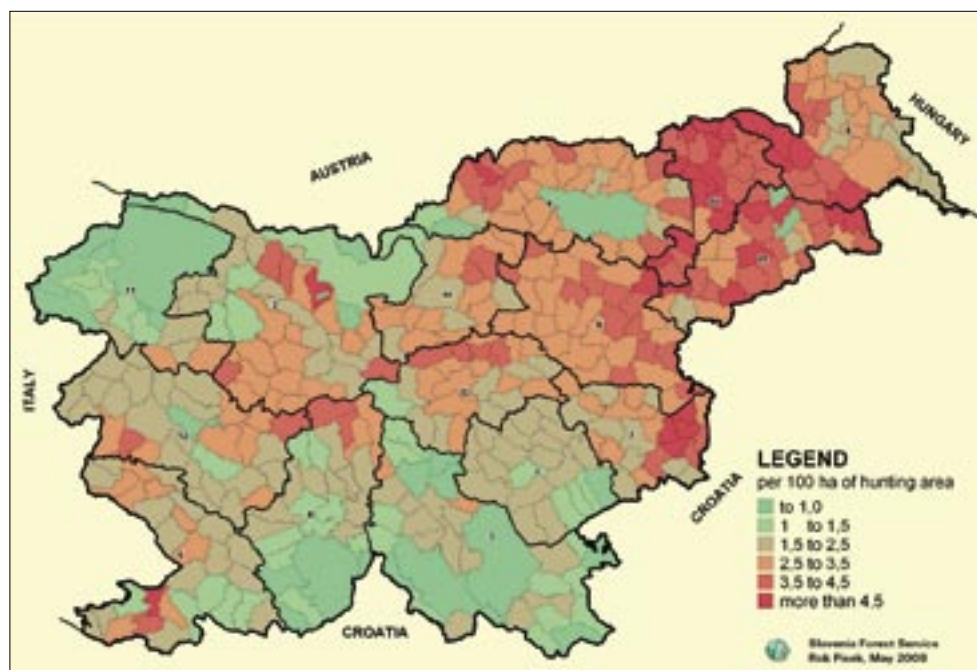 AUSTRIA
HUNGARY
ITALY
CROATIA
CROATIA
LEGEND
per 100 ha of hunting area
to 1,0
1 to 1,5
1,5 to 2,5
2,5 to 3,5
3,5 to 4,5
more than 4,5
Slovenia Forest Service
Rok Pisek, May 2008